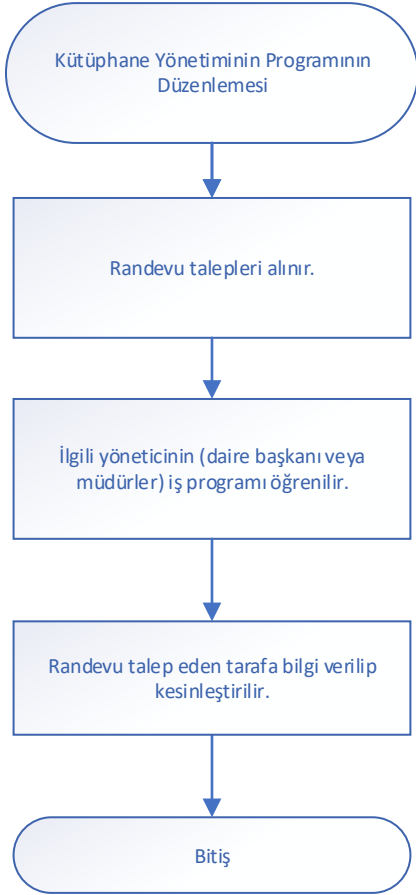 Kütüphane Yönetiminin Programının
Düzenlemesi
Randevu talepleri alınır.
İlgili yöneticinin (daire başkanı veya
müdürler) iş programı öğrenilir.
Randevu talep eden tarafa bilgi verilip
kesinleştirilir.
Bitiş